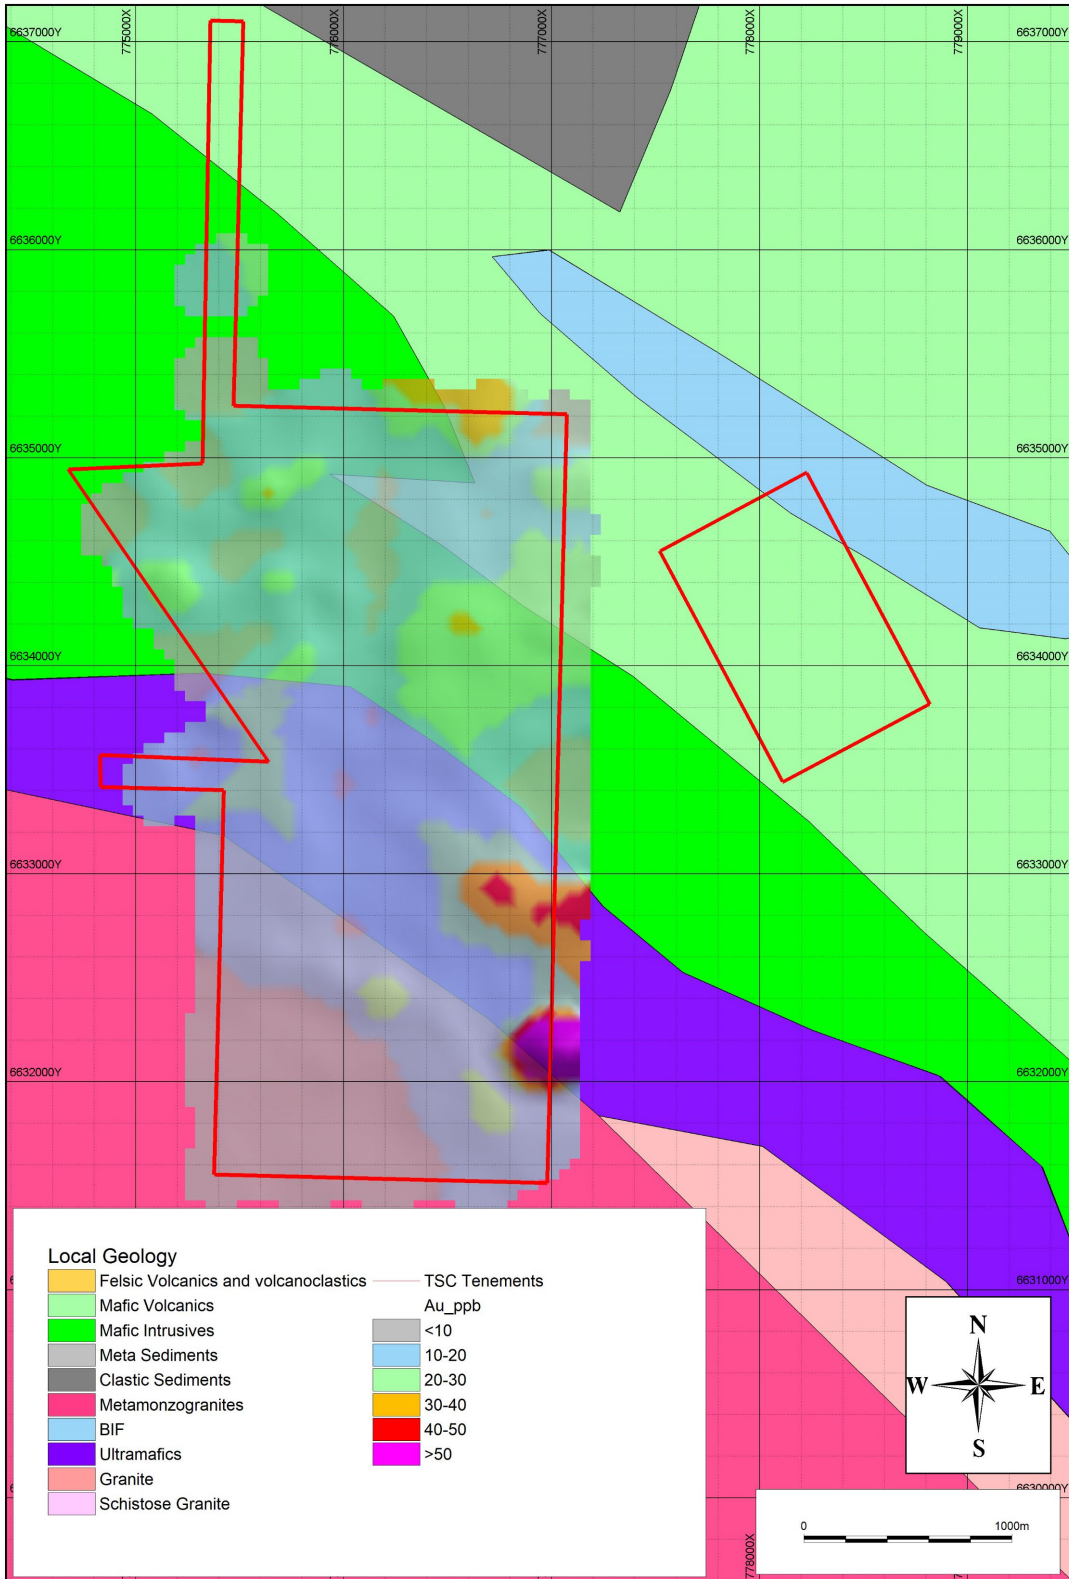 775000X
776000X
777000X
778000X
779000X
6637000Y
6637000Y
6636000Y
6636000Y
6635000Y
6635000Y
6634000Y
6634000Y
6633000Y
6633000Y
6632000Y
6632000Y
6631000Y
6630000Y
778000X
779000X
Local Geology
Felsic Volcanics and volcanoclastics
Mafic Volcanics
Mafic Intrusives
Meta Sediments
Clastic Sediments
Metamonzogranites
BIF
Ultramafics
Granite
Schistose Granite
TSC Tenements
Au_ppb
<10
10-20
20-30
30-40
40-50
>50
N
W
E
S
0
1000m